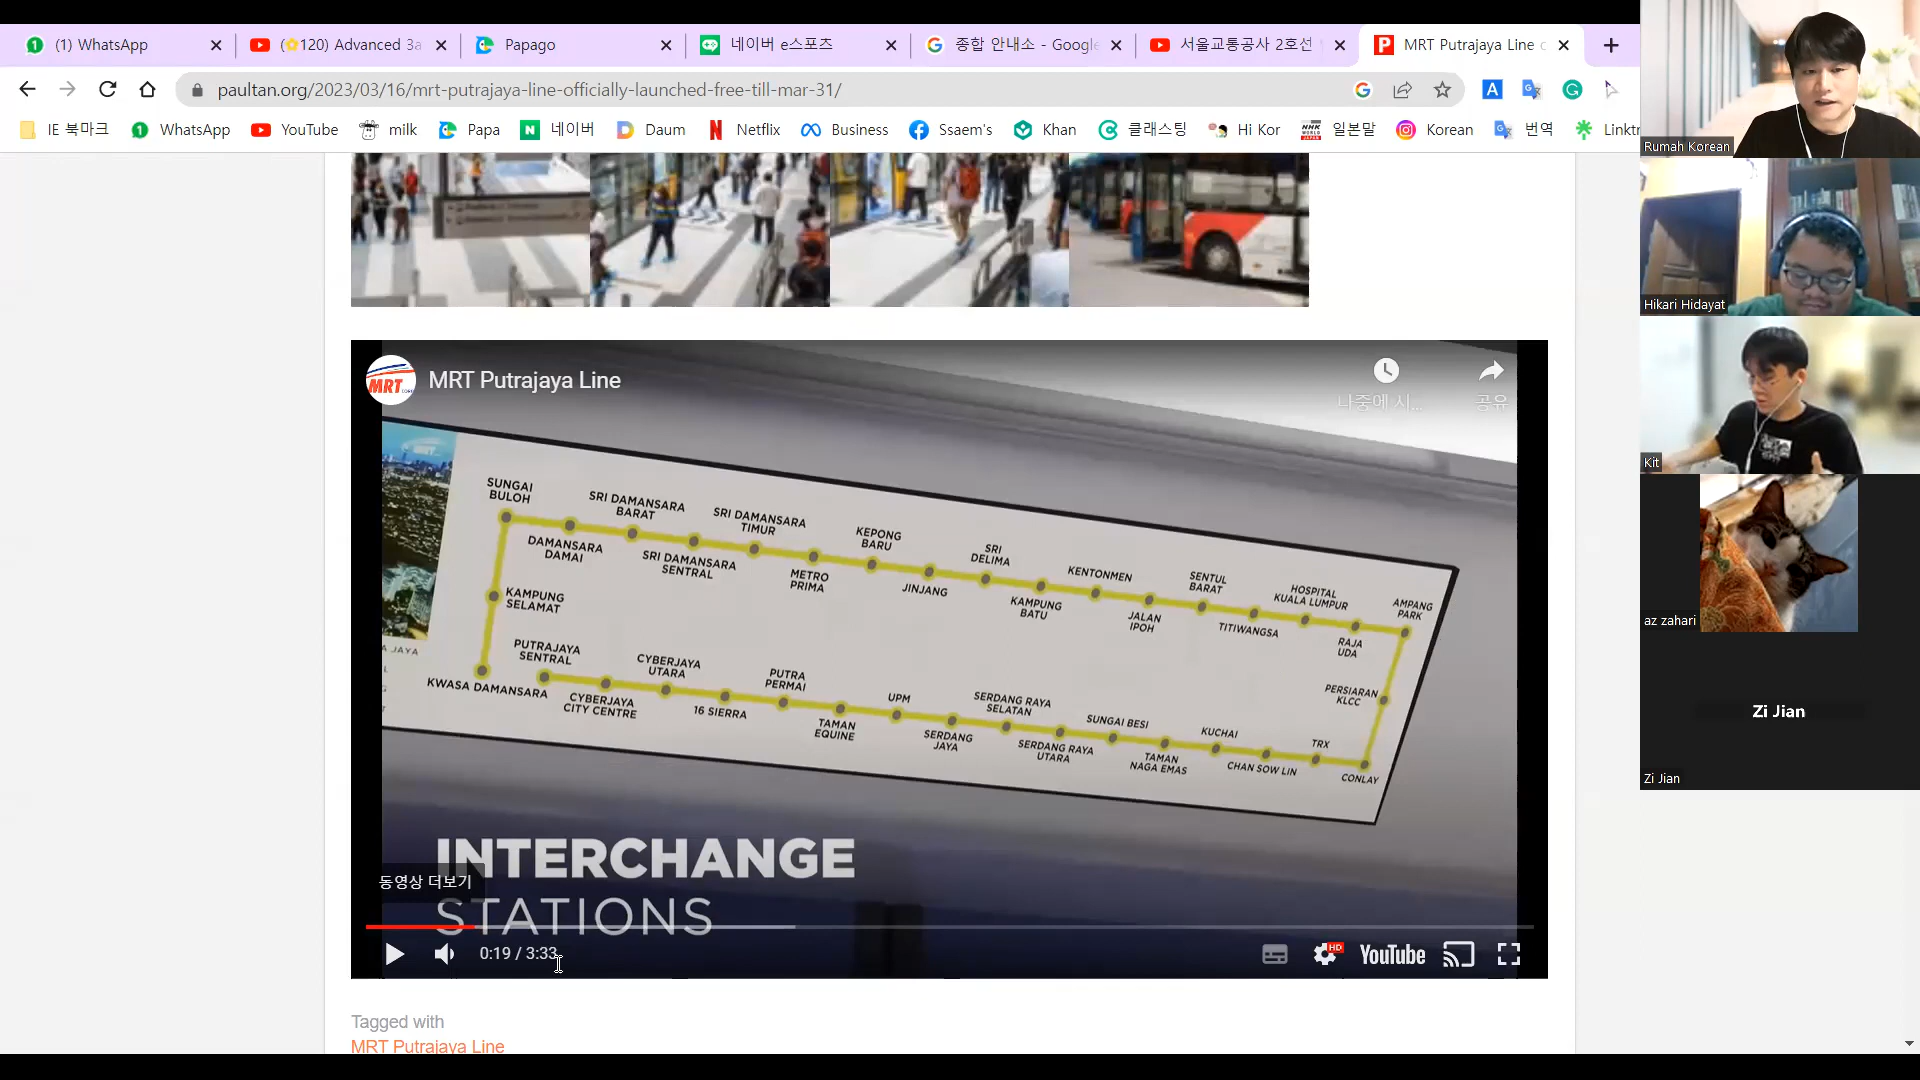 (1) WhatsApp
(120) Advanced 3a
Papago
네이버 e스포츠
종합 안내소 - Google
서울교통공사 2호선
MRT Putrajaya Line
paultan.org/2023/03/16/mrt-putrajaya-line-officially-launched-free-till-mar-31/
IE 북마크
WhatsApp
YouTube
milk
Papa
네이버
Daum
Netflix
Business
Ssaem's
Khan
클래스팅
Hi Kor
일본말
Korean
번역
Linktr
Rumah Korean
Hikari Hidayat
Kit
az zahari
Zi Jian
Zi Jian
MRT
MRT Putrajaya Line
나중에 시...
공유
SUNGAI
BULOH
DAMANSARA
DAMAI
SRI DAMANSARA
BARAT
SRI DAMANSARA
SENTRAL
SRI DAMANSARA
TIMUR
METRO
PRIMA
KEPONG
BARU
JINJANG
SRI
DELIMA
KAMPUNG
BATU
KENTONMEN
JALAN
IPOH
SENTUL
BARAT
TITIWANGSA
HOSPITAL
KUALA LUMPUR
RAJA
UDA
AMPANG
PARK
KAMPUNG
SELAMAT
KWASA DAMANSARA
PUTRAJAYA
SENTRAL
CYBERJAYA
CITY CENTRE
CYBERJAYA
UTARA
16 SIERRA
PUTRA
PERMAI
TAMAN
EQUINE
UPM
SERDANG
JAYA
SERDANG RAYA
SELATAN
SERDANG RAYA
UTARA
SUNGAI BESI
TAMAN
NAGA EMAS
KUCHAI
CHAN SOW LIN
TRX
CONLAY
PERSIARAN
KLCC
INTERCHANGE
STATIONS
동영상 더보기
0:19 / 3:33
HD
YouTube
Tagged with
MRT Putrajaya Line